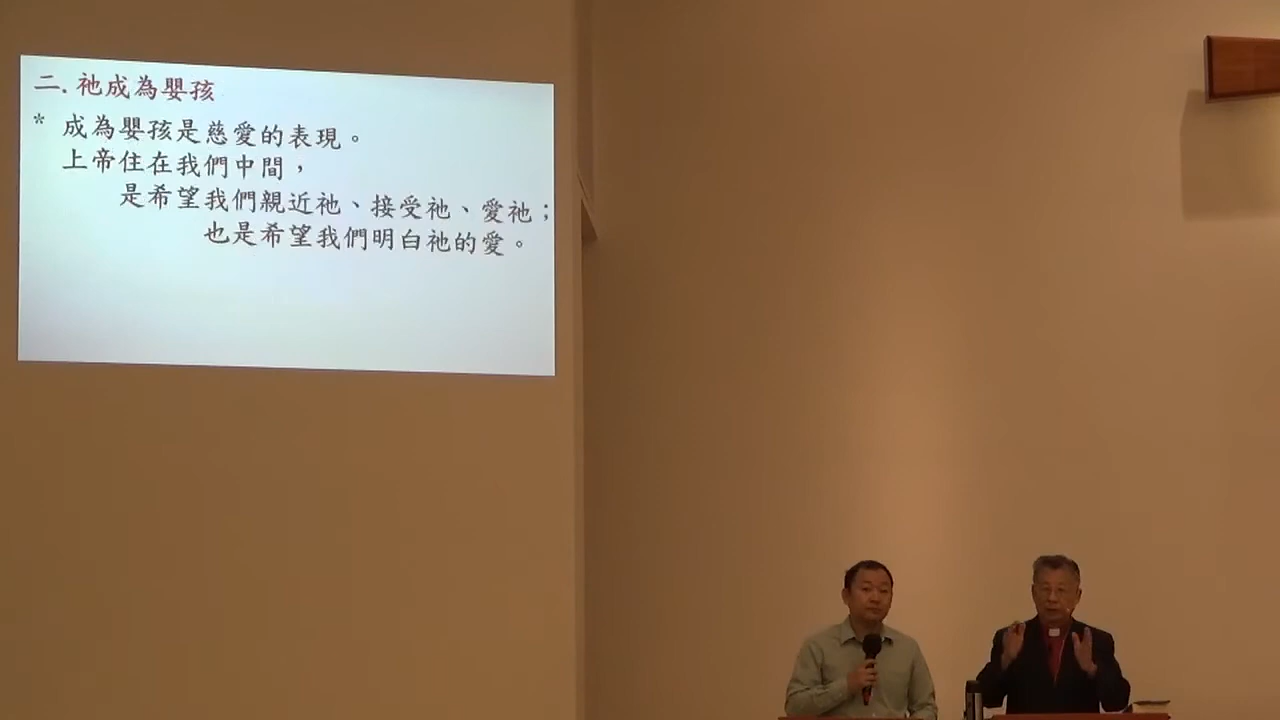 二. 祂成為嬰孩
* 成為嬰孩是慈愛的表現。
上帝住在我們中間，
是希望我們親近祂、接受祂、愛祂；
也是希望我們明白祂的愛。